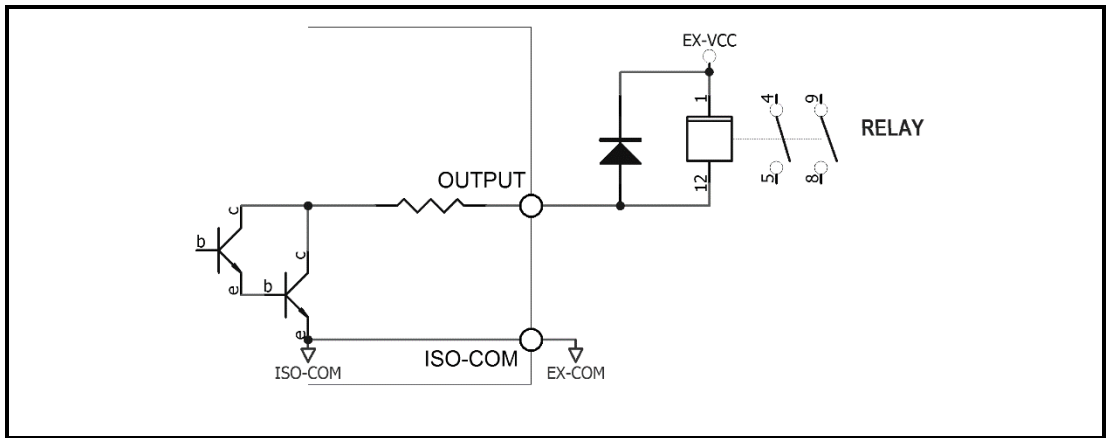 EX-VCC
1
4
9
RELAY
12
5
8
OUTPUT
c
b
e
c
b
e
ISO-COM
ISO-COM
EX-COM